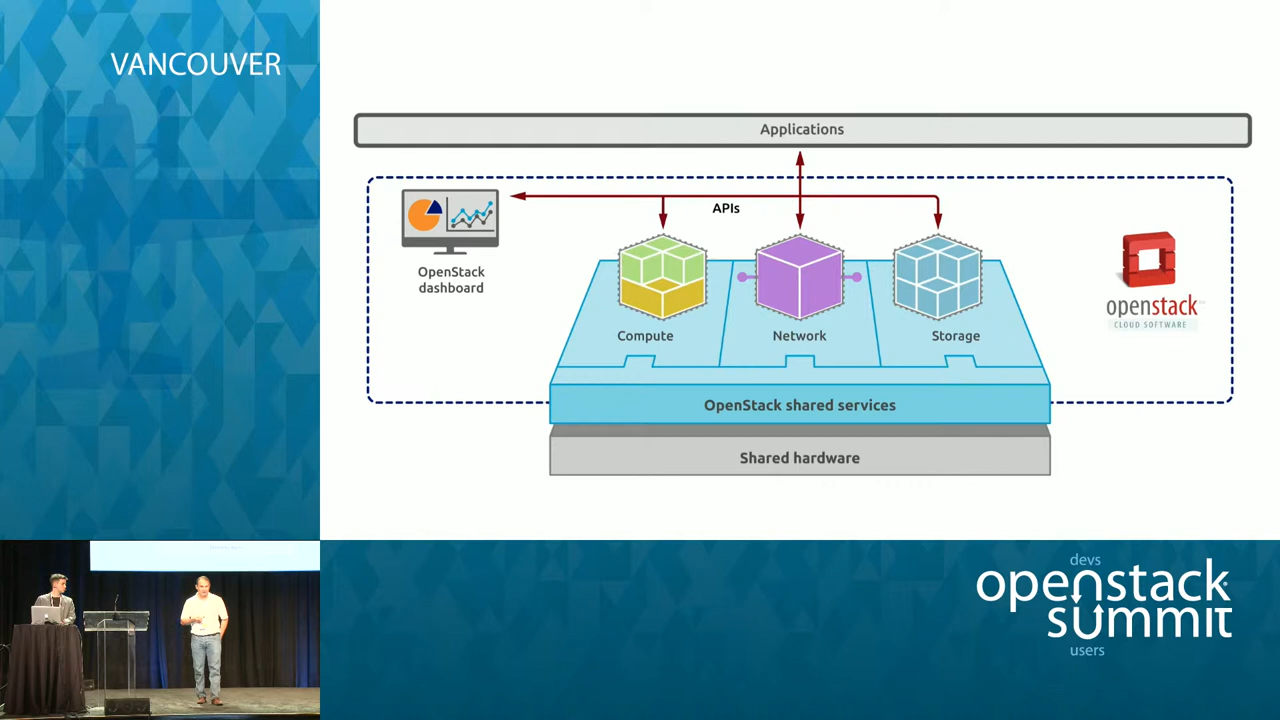 VANCOUVER
Applications
APIs
OpenStack
dashboard
Compute
Network
Storage
openstack
CLOUD SOFTWARE
OpenStack shared services
Shared hardware
devs
openstack
summit
users